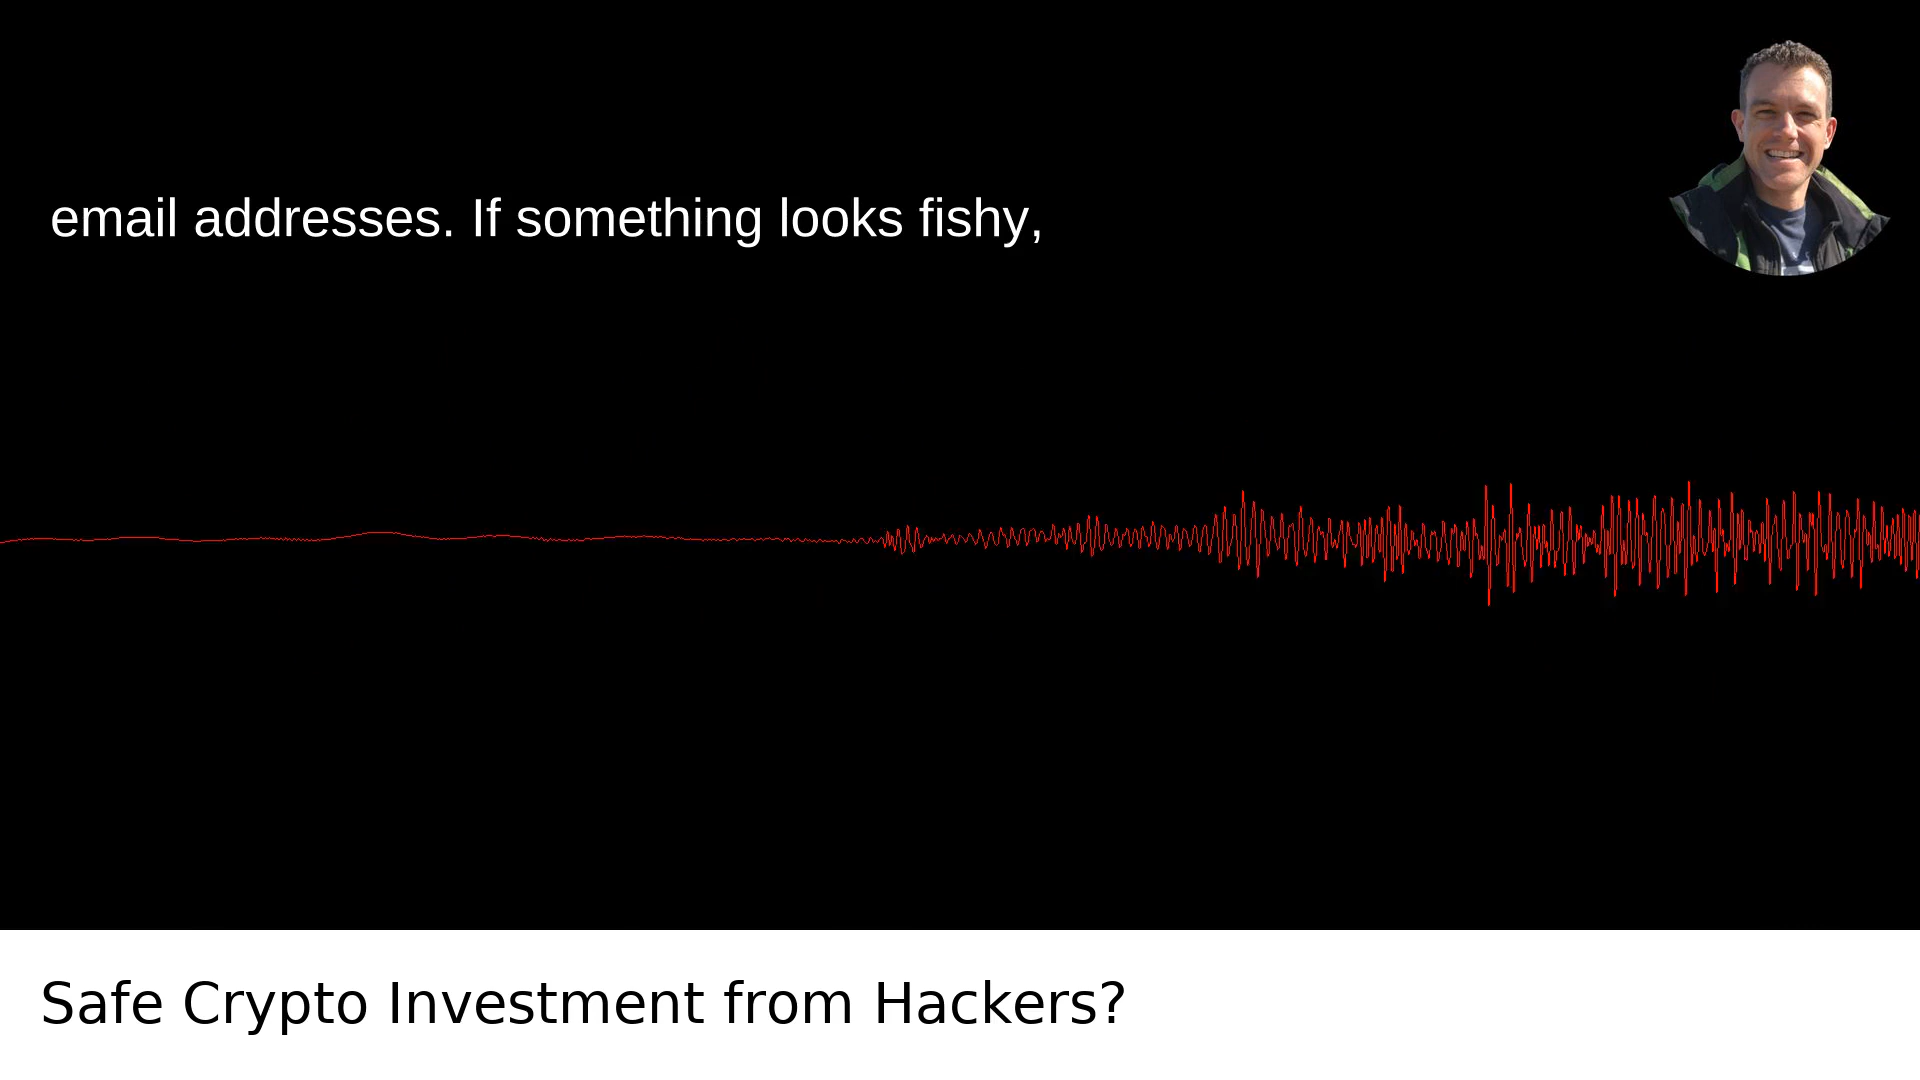 email addresses. If something looks fishy,
Safe Crypto Investment from Hackers?